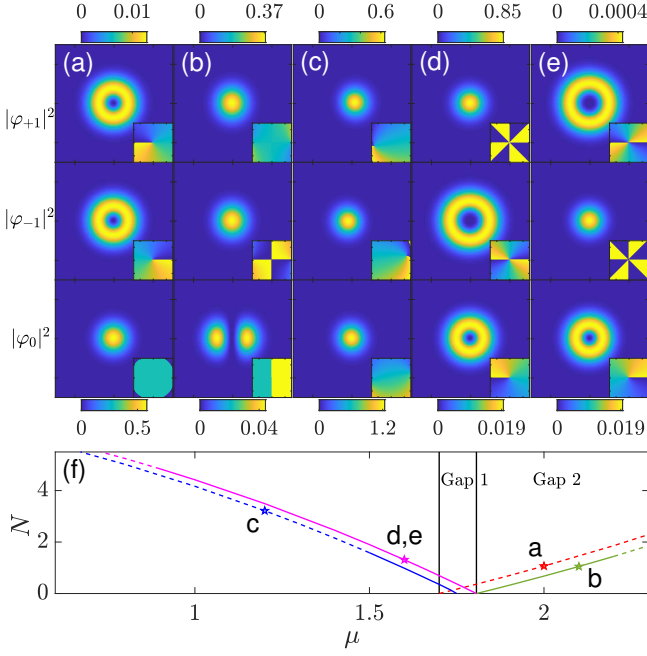 0 0.01 0 0.37 0 0.6 0 0.85 0 0.0004
(a) (b) (c) (d) (e)
|φ+1|²
|φ−1|²
|φ0|²
0 0.5 0 0.04 0 1.2 0 0.019 0 0.019
(f)
Gap 1 Gap 2
4
2
0
N
c
d,e
a
b
1 1.5 2
μ